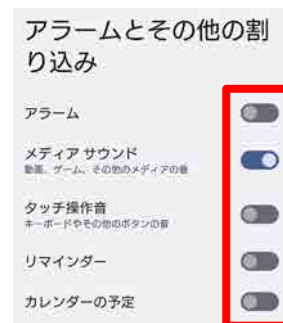 アラームとその他の割
り込み
アラーム
メディア サウンド
動画、ゲーム、その他のメディアの音
タッチ操作音
キーボードやその他のボタンの音
リマインダー
カレンダーの予定